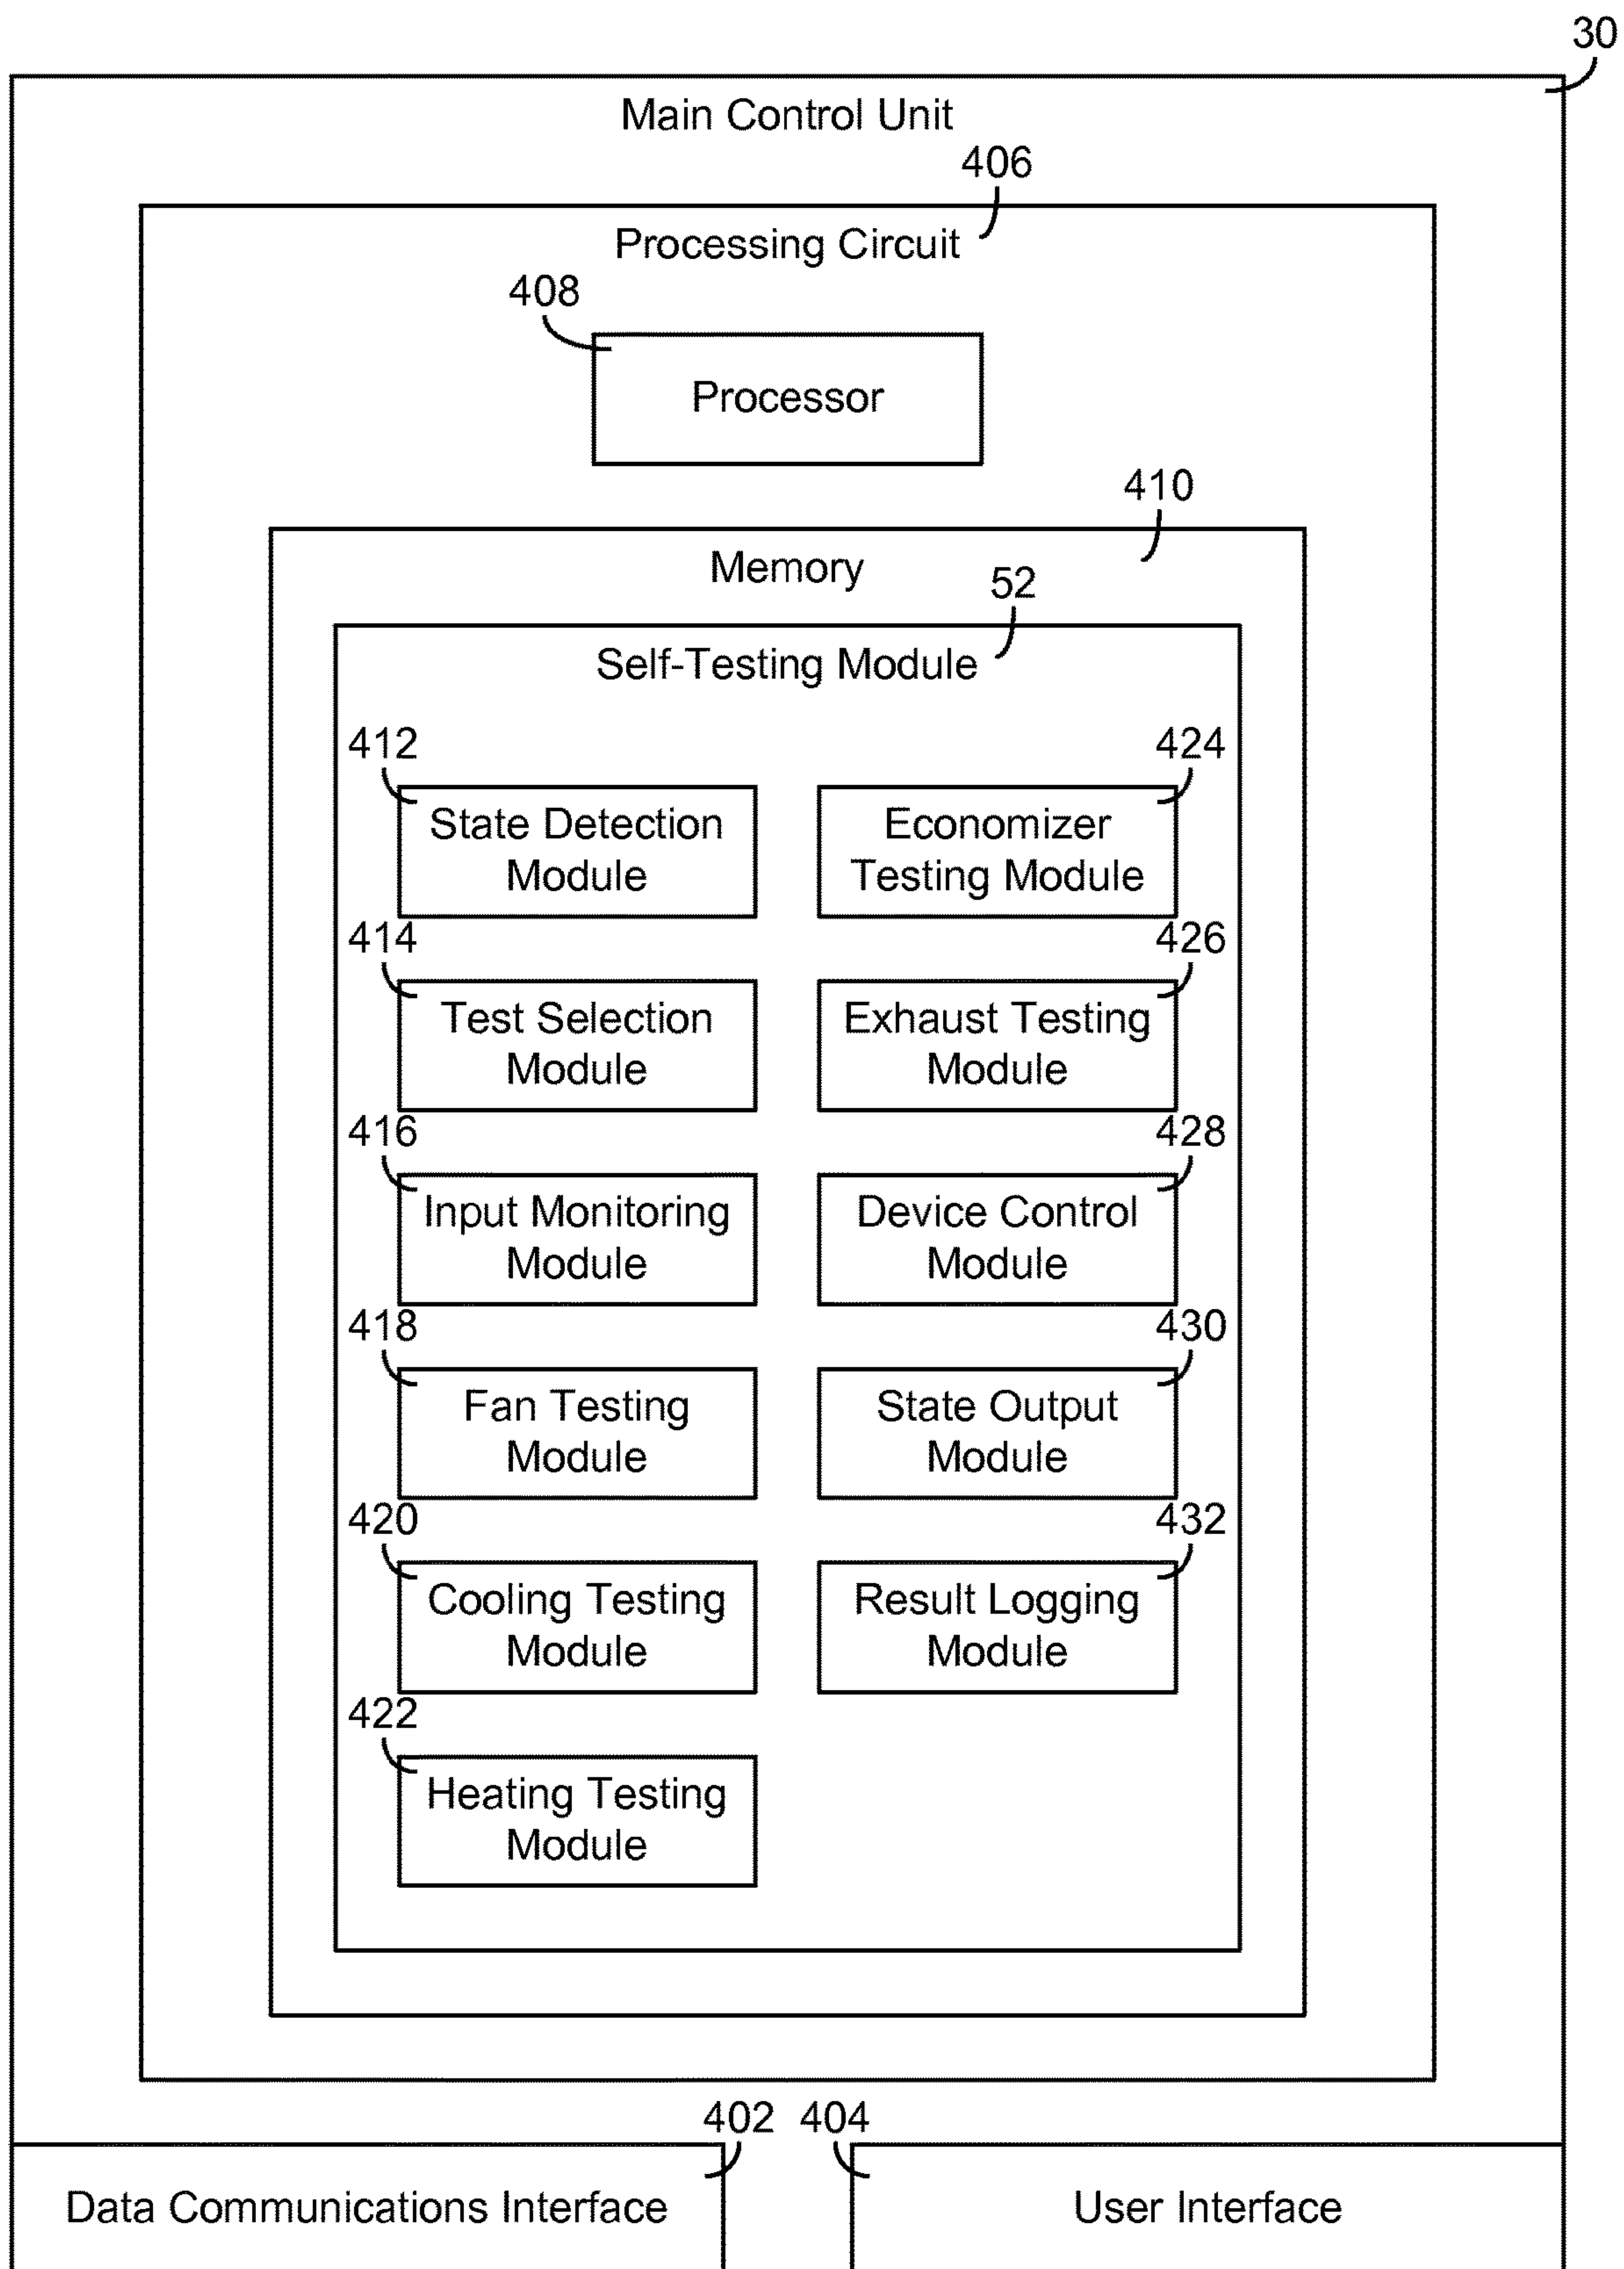 30
Main Control Unit
406
Processing Circuit
408
Processor
410
Memory
52
Self-Testing Module
412
State Detection
Module
424
Economizer
Testing Module
414
Test Selection
Module
426
Exhaust Testing
Module
416
Input Monitoring
Module
428
Device Control
Module
418
Fan Testing
Module
430
State Output
Module
420
Cooling Testing
Module
432
Result Logging
Module
422
Heating Testing
Module
402
Data Communications Interface
404
User Interface